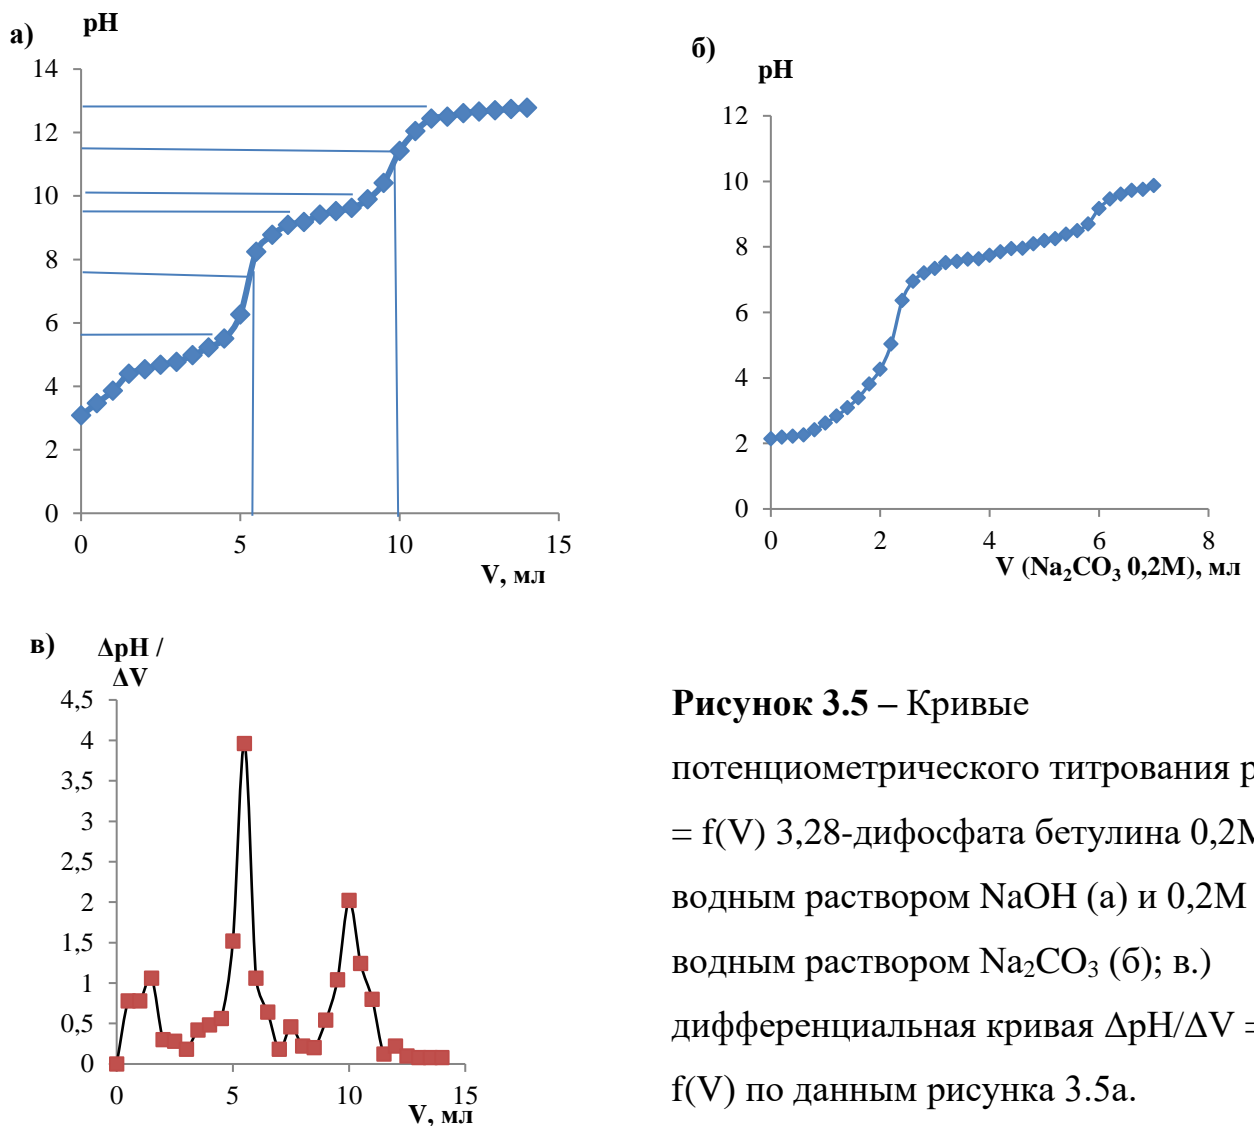 а)
pH
14
12
10
8
6
4
2
0
0 5 10 15
V, мл
б)
pH
12
10
8
6
4
2
0
0 2 4 6 8
V (Na₂CO₃ 0,2М), мл
в)
ΔpH /
ΔV
4,5
4
3,5
3
2,5
2
1,5
1
0,5
0
0 5 10 15
V, мл
Рисунок 3.5 – Кривые
потенциометрического титрования p
= f(V) 3,28-дифосфата бетулина 0,2М
водным раствором NaOH (а) и 0,2М
водным раствором Na₂CO₃ (б); в.)
дифференциальная кривая ΔpH/ΔV =
f(V) по данным рисунка 3.5а.